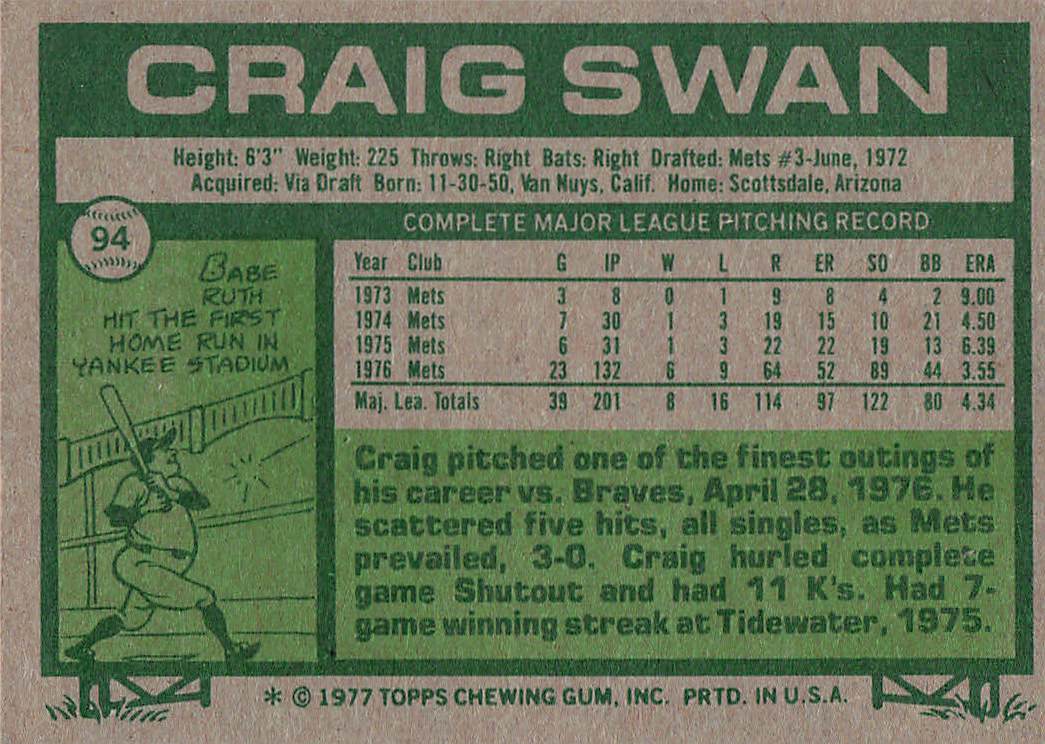 CRAIG SWAN
Height: 6'3" Weight: 225 Throws: Right Bats: Right Drafted: Mets #3-June, 1972
Acquired: Via Draft Born: 11-30-50, Van Nuys, Calif. Home: Scottsdale, Arizona
94
BABE
RUTH
HIT THE FIRST
HOME RUN IN
YANKEE STADIUM
COMPLETE MAJOR LEAGUE PITCHING RECORD
Year Club G IP W L R ER SO BB ERA
1973 Mets 3 8 0 1 9 8 4 2 9.00
1974 Mets 7 30 1 3 19 15 10 21 4.50
1975 Mets 6 31 1 3 22 22 19 13 6.39
1976 Mets 23 132 6 9 64 52 89 44 3.55
Maj. Lea. Totals 39 201 8 16 114 97 122 80 4.34
Craig pitched one of the finest outings of
his career vs. Braves, April 28, 1976. He
scattered five hits, all singles, as Mets
prevailed, 3-0. Craig hurled complete
game Shutout and had 11 K's. Had 7-
game winning streak at Tidewater, 1975.
* © 1977 TOPPS CHEWING GUM, INC. PRTD. IN U.S.A.